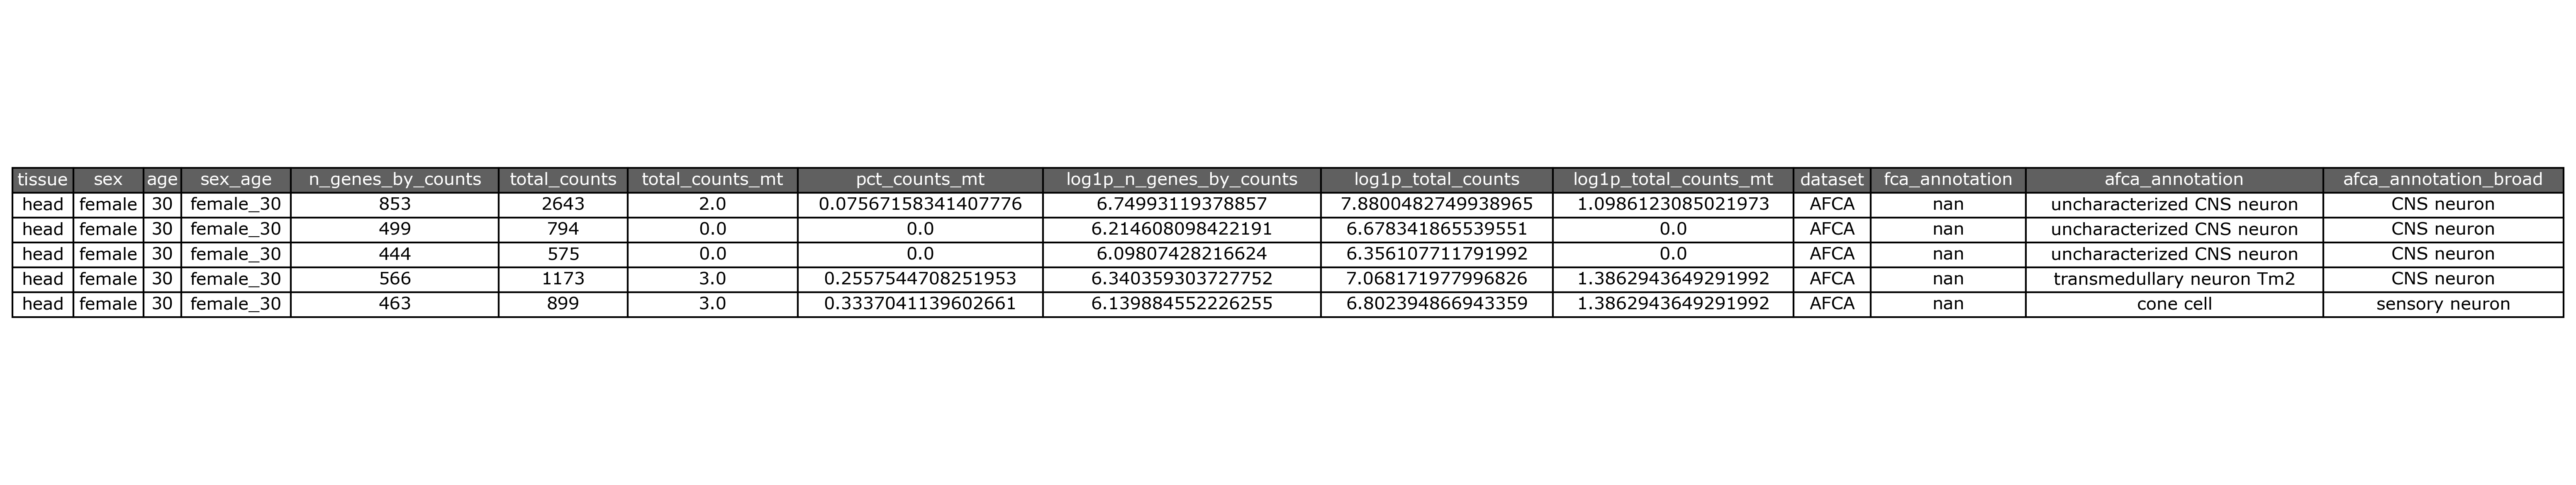 tissue sex age sex_age n_genes_by_counts total_counts total_counts_mt pct_counts_mt log1p_n_genes_by_counts log1p_total_counts log1p_total_counts_mt dataset fca_annotation afca_annotation afca_annotation_broad
head female 30 female_30 853 2643 2.0 0.07567158341407776 6.74993119378857 7.8800482749938965 1.0986123085021973 AFCA nan uncharacterized CNS neuron CNS neuron
head female 30 female_30 499 794 0.0 0.0 6.214608098422191 6.678341865539551 0.0 AFCA nan uncharacterized CNS neuron CNS neuron
head female 30 female_30 444 575 0.0 0.0 6.09807428216624 6.356107711791992 0.0 AFCA nan uncharacterized CNS neuron CNS neuron
head female 30 female_30 566 1173 3.0 0.2557544708251953 6.340359303727752 7.068171977996826 1.3862943649291992 AFCA nan transmedullary neuron Tm2 CNS neuron
head female 30 female_30 463 899 3.0 0.3337041139602661 6.139884552226255 6.802394866943359 1.3862943649291992 AFCA nan cone cell sensory neuron